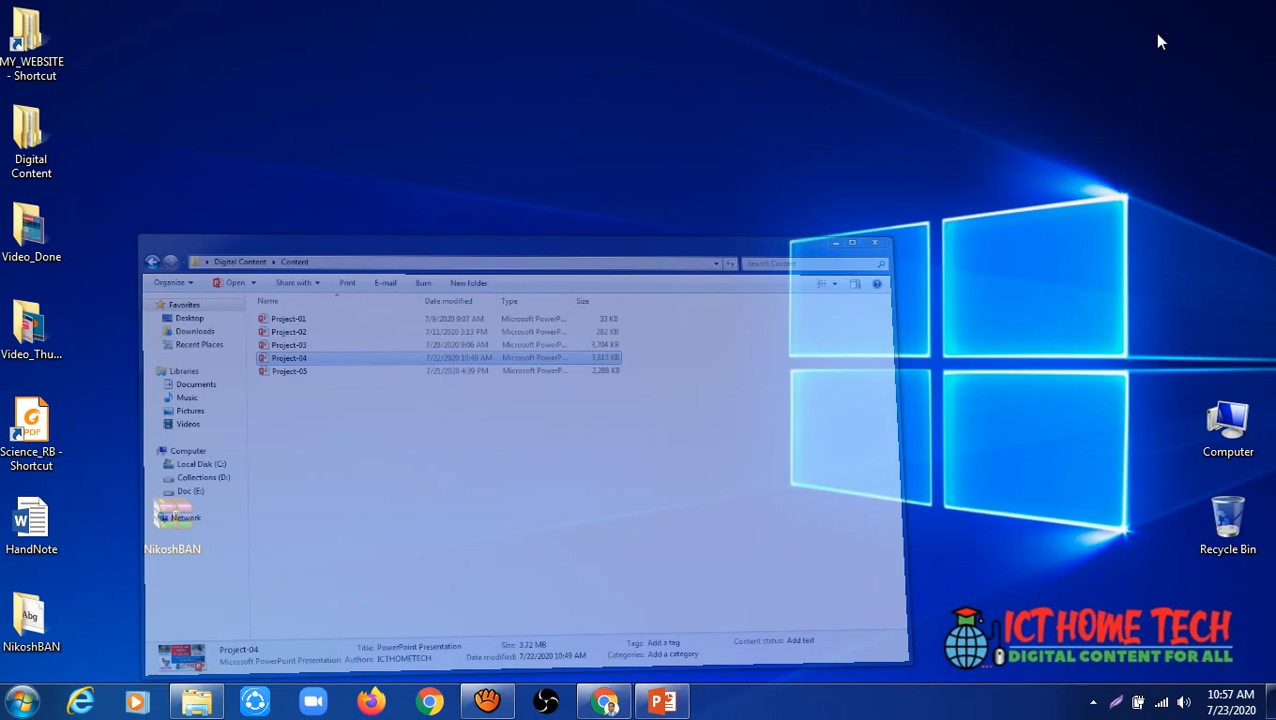 MY_WEBSITE
- Shortcut
Digital
Content
Video_Done
Video_Thu...
PDF
Science_RB -
Shortcut
HandNote
Abg
NikoshBAN
NikoshBAN
Digital Content Content
Search Content
Organize Open Share with Print E-mail Burn New folder
Favorites
Desktop
Downloads
Recent Places
Libraries
Documents
Music
Pictures
Videos
Computer
Local Disk (C:)
Collections (D:)
Doc (E:)
Network
Name Date modified Type Size
Project-01 7/9/2020 9:07 AM Microsoft PowerP... 33 KB
Project-02 7/11/2020 3:13 PM Microsoft PowerP... 282 KB
Project-03 7/20/2020 9:06 AM Microsoft PowerP... 3,704 KB
Project-04 7/22/2020 10:49 AM Microsoft PowerP... 3,813 KB
Project-05 7/21/2020 4:39 PM Microsoft PowerP... 2,288 KB
Project-04 Title: PowerPoint Presentation Size: 3.72 MB Tags: Add a tag Content status: Add text
Microsoft PowerPoint Presentation Authors: ICTHOMETECH Date modified: 7/22/2020 10:49 AM Categories: Add a category
Computer
Recycle Bin
ICT HOME TECH
DIGITAL CONTENT FOR ALL
10:57 AM
7/23/2020